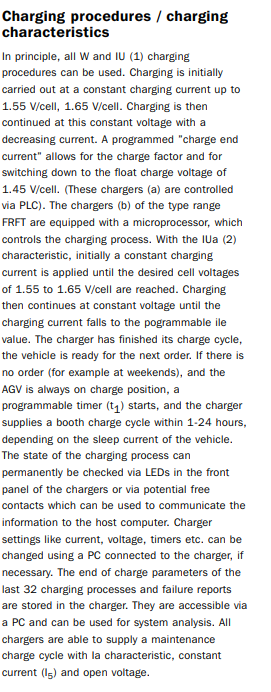 Charging procedures / charging
characteristics
In principle, all W and IU (1) charging
procedures can be used. Charging is initially
carried out at a constant charging current up to
1.55 V/cell, 1.65 V/cell. Charging is then
continued at this constant voltage with a
decreasing current. A programmed "charge end
current" allows for the charge factor and for
switching down to the float charge voltage of
1.45 V/cell. (These chargers (a) are controlled
via PLC). The chargers (b) of the type range
FRFT are equipped with a microprocessor, which
controls the charging process. With the IUa (2)
characteristic, initially a constant charging
current is applied until the desired cell voltages
of 1.55 to 1.65 V/cell are reached. Charging
then continues at constant voltage until the
charging current falls to the pogrammable ile
value. The charger has finished its charge cycle,
the vehicle is ready for the next order. If there is
no order (for example at weekends), and the
AGV is always on charge position, a
programmable timer (t1) starts, and the charger
supplies a booth charge cycle within 1-24 hours,
depending on the sleep current of the vehicle.
The state of the charging process can
permanently be checked via LEDs in the front
panel of the chargers or via potential free
contacts which can be used to communicate the
information to the host computer. Charger
settings like current, voltage, timers etc. can be
changed using a PC connected to the charger, if
necessary. The end of charge parameters of the
last 32 charging processes and failure reports
are stored in the charger. They are accessible via
a PC and can be used for system analysis. All
chargers are able to supply a maintenance
charge cycle with Ia characteristic, constant
current (I5) and open voltage.